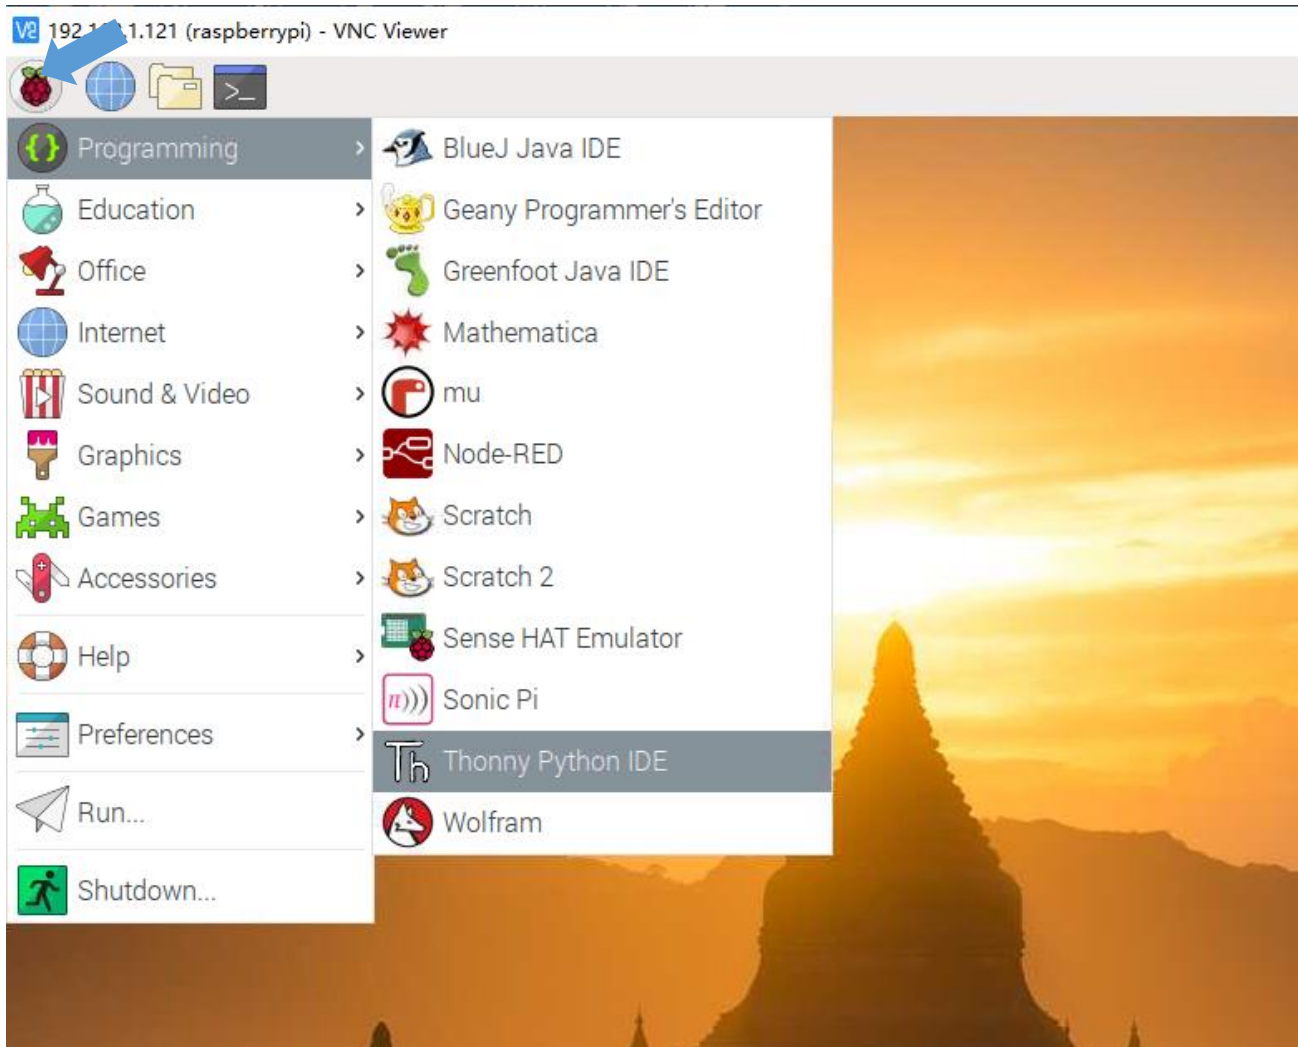 192.1 .1.121 (raspberrypi) - VNC Viewer
>_
Programming
Education
Office
Internet
Sound & Video
Graphics
Games
Accessories
Help
Preferences
Run...
Shutdown...
BlueJ Java IDE
Geany Programmer's Editor
Greenfoot Java IDE
Mathematica
mu
Node-RED
Scratch
Scratch 2
Sense HAT Emulator
π)))
Sonic Pi
Th
Thonny Python IDE
Wolfram